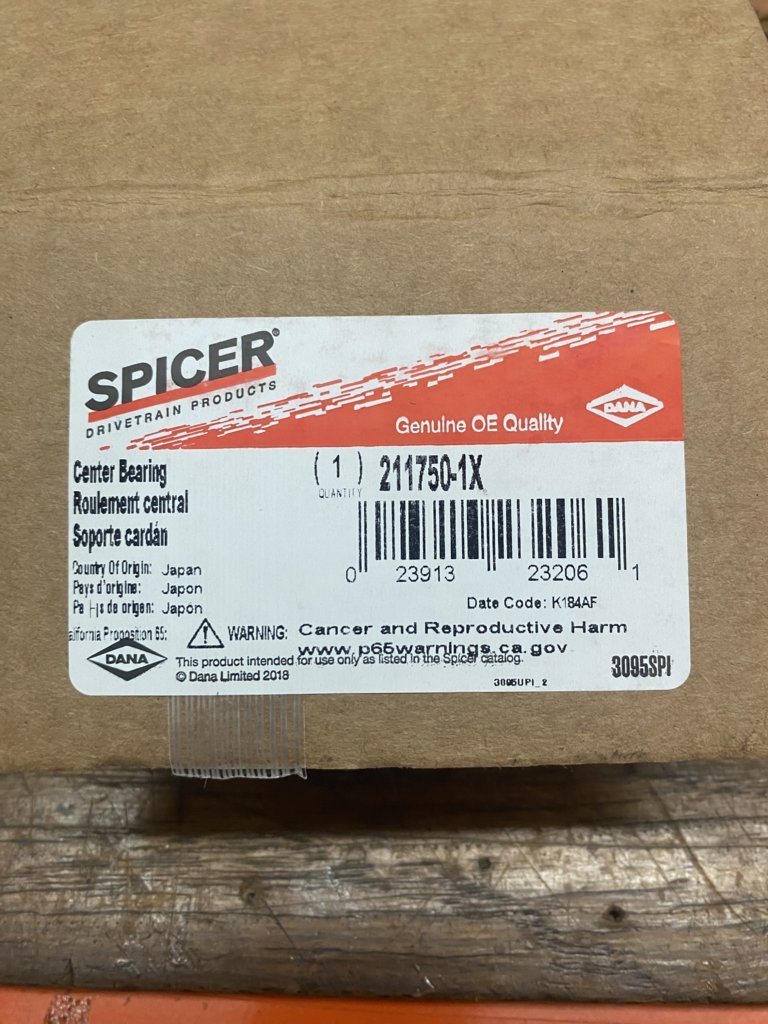 SPICER®
DRIVETRAIN PRODUCTS
Genuine OE Quality
DANA
Center Bearing
Roulement central
Soporte cardán
(1)
QUANTITY
211750-1X
0 23913 23206 1
Country Of Origin: Japan
Pays d'origine: Japon
de origen: Japón
Date Code: K184AF
California Proposition 65:
WARNING: Cancer and Reproductive Harm
www.p65warnings.ca.gov
DANA
This product intended for use only as listed in the Spicer catalog.
© Dana Limited 2018
3095UPI_2
3095SPI